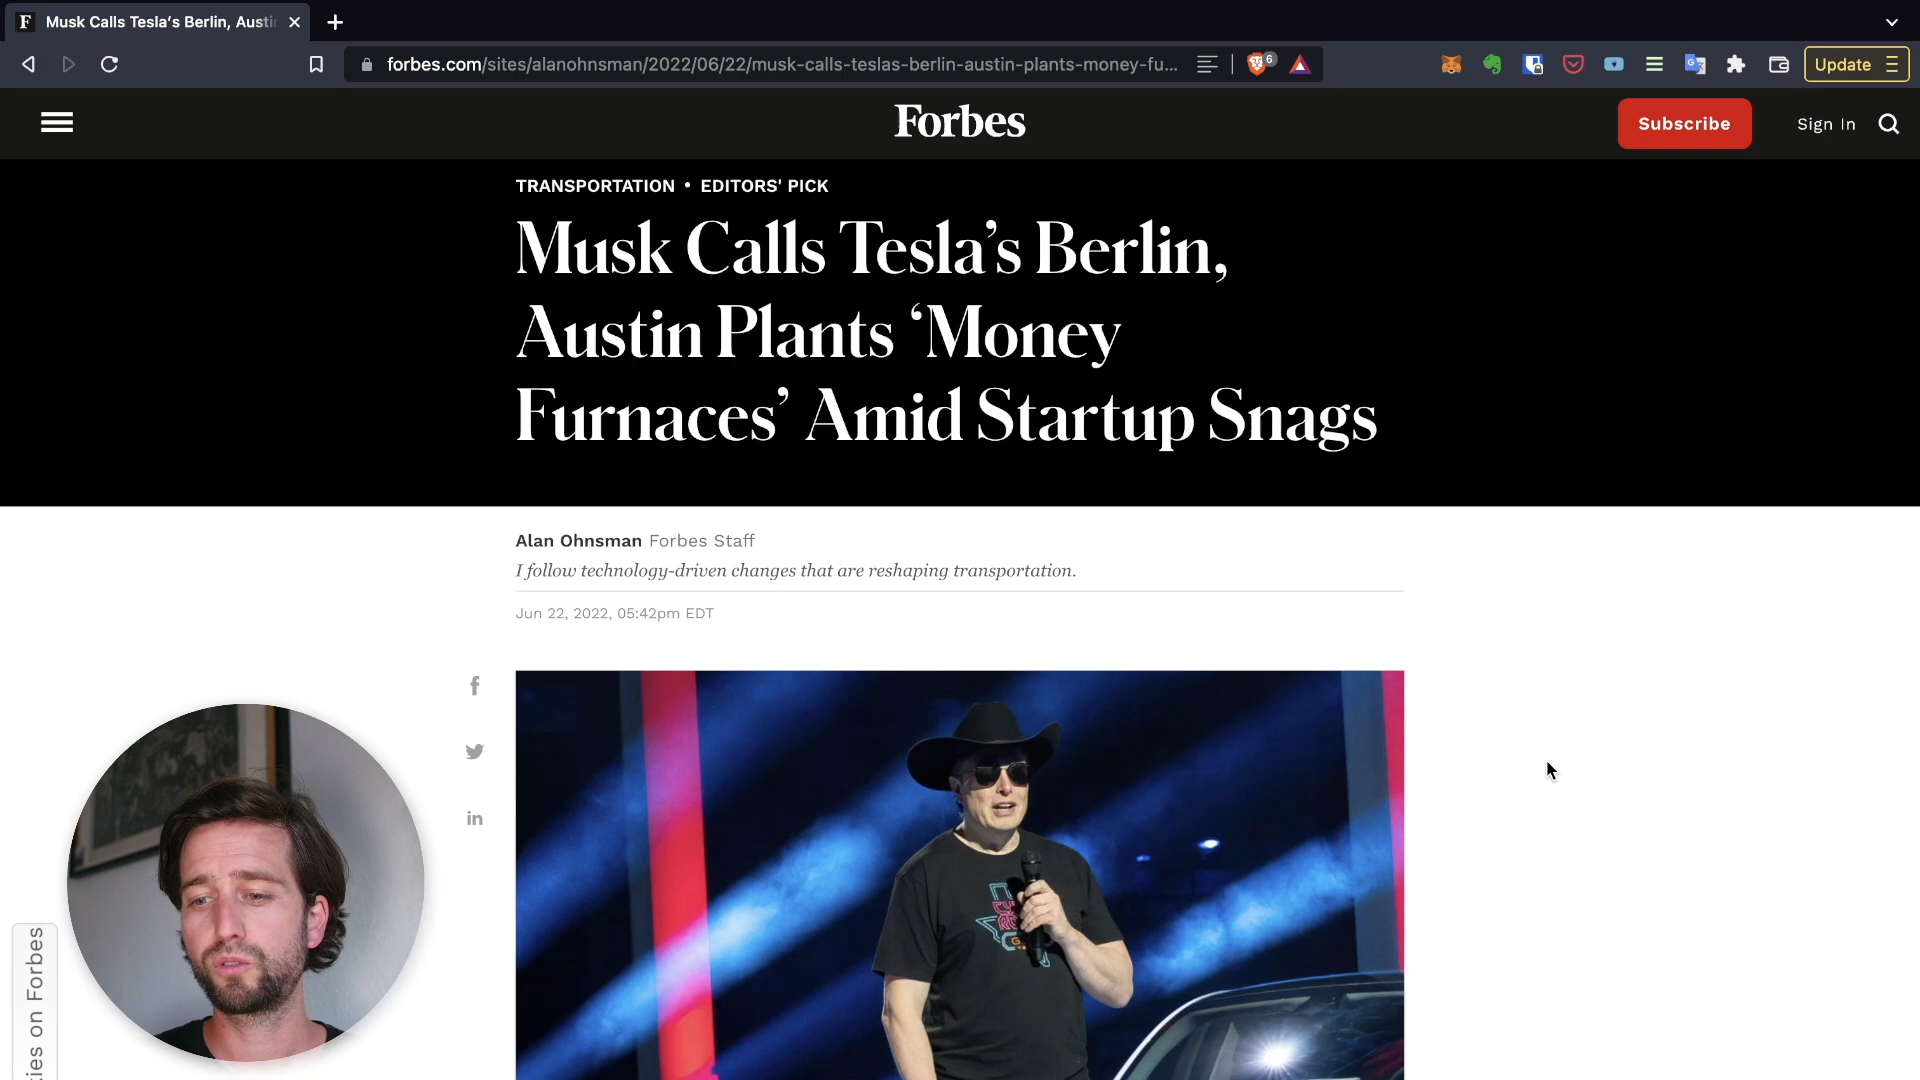 Musk Calls Tesla’s Berlin, Austin
forbes.com/sites/alanohnsman/2022/06/22/musk-calls-teslas-berlin-austin-plants-money-fu...
6
Update
Forbes
Subscribe
Sign In
TRANSPORTATION • EDITORS' PICK
Musk Calls Tesla’s Berlin,
Austin Plants ‘Money
Furnaces’ Amid Startup Snags
Alan Ohnsman Forbes Staff
I follow technology-driven changes that are reshaping transportation.
Jun 22, 2022, 05:42pm EDT
on Forbes